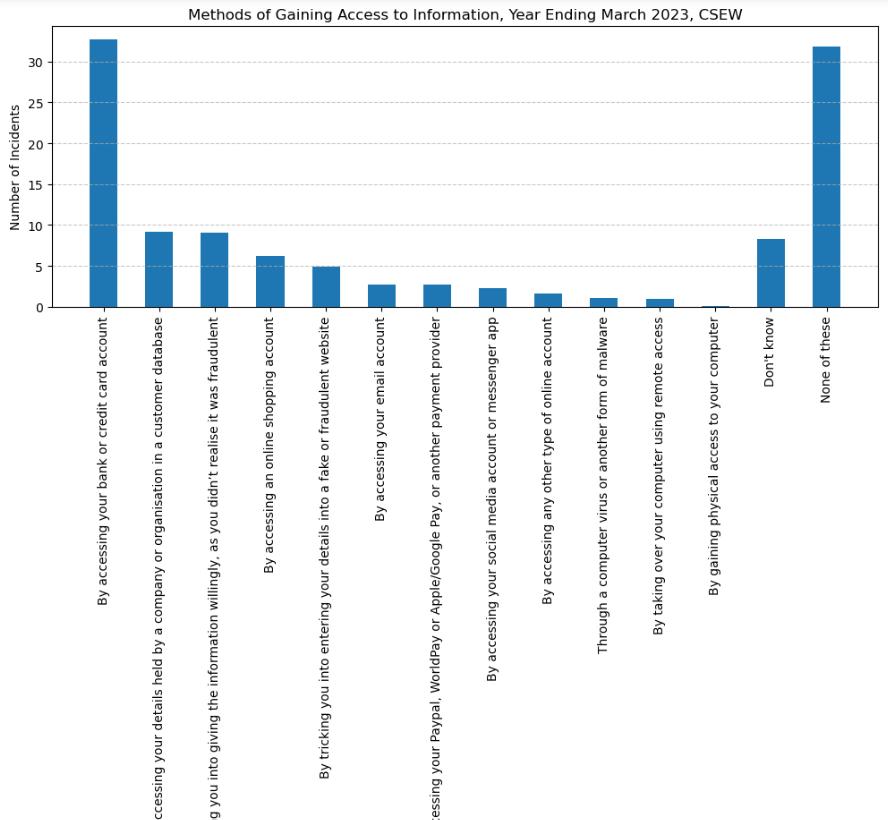 Methods of Gaining Access to Information, Year Ending March 2023, CSEW
Number of Incidents
30
25
20
15
10
5
0
By accessing your bank or credit card account
ccessing your details held by a company or organisation in a customer database
g you into giving the information willingly, as you didn't realise it was fraudulent
By accessing an online shopping account
By tricking you into entering your details into a fake or fraudulent website
By accessing your email account
cessing your Paypal, WorldPay or Apple/Google Pay, or another payment provider
By accessing your social media account or messenger app
By accessing any other type of online account
Through a computer virus or another form of malware
By taking over your computer using remote access
By gaining physical access to your computer
Don't know
None of these